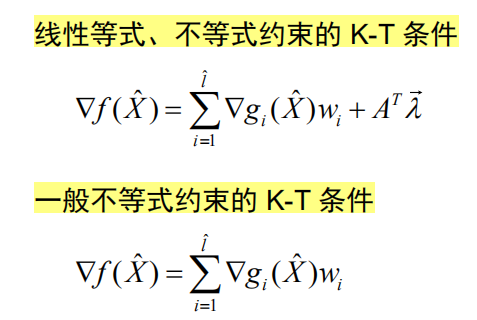 线性等式、不等式约束的 K-T 条件
∇f(X̂) = ∑_{i=1}^{l̂} ∇g_i(X̂)w_i + A^T λ⃗
一般不等式约束的 K-T 条件
∇f(X̂) = ∑_{i=1}^{l̂} ∇g_i(X̂)w_i